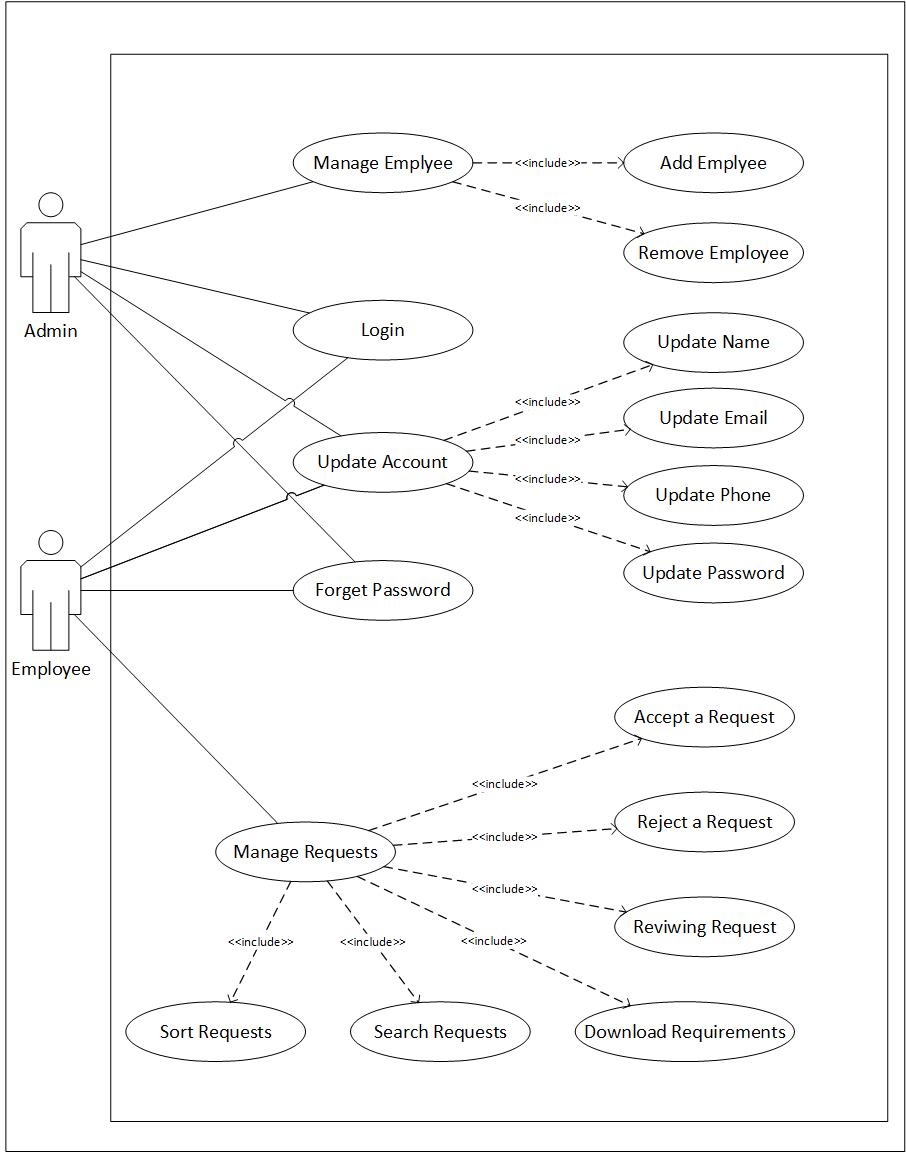 Manage Emplyee
<<include>>
Add Emplyee
<<include>>
Remove Employee
Admin
Login
Update Name
<<include>>
Update Email
<<include>>
Update Account
<<include>>
Update Phone
<<include>>
Update Password
Forget Password
Employee
Accept a Request
<<include>>
Reject a Request
<<include>>
Manage Requests
<<include>>
Reviwing Request
<<include>>
<<include>>
<<include>>
Sort Requests
Search Requests
Download Requirements